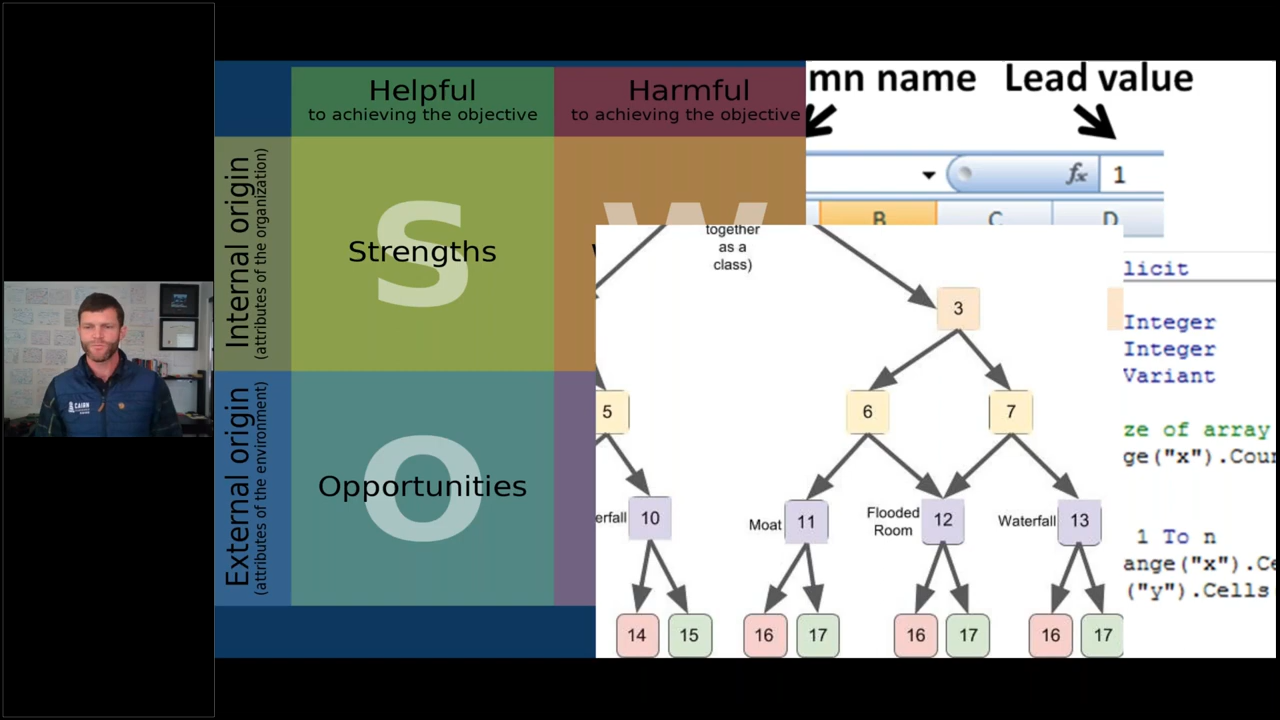 Helpful
to achieving the objective
Harmful
to achieving the objective
mn name
Lead value
fx
1
B
C
D
Internal origin
(attributes of the organization)
S
Strengths
W
External origin
(attributes of the environment)
O
Opportunities
together
as a
class)
3
5
6
7
erfall
10
Moat
11
Flooded
Room
12
Waterfall
13
14
15
16
17
16
17
16
17
licit
Integer
Integer
Variant
ze of array
ge("x").Cou
1 To n
ange("x").Ce
("y").Cells
CAIRN